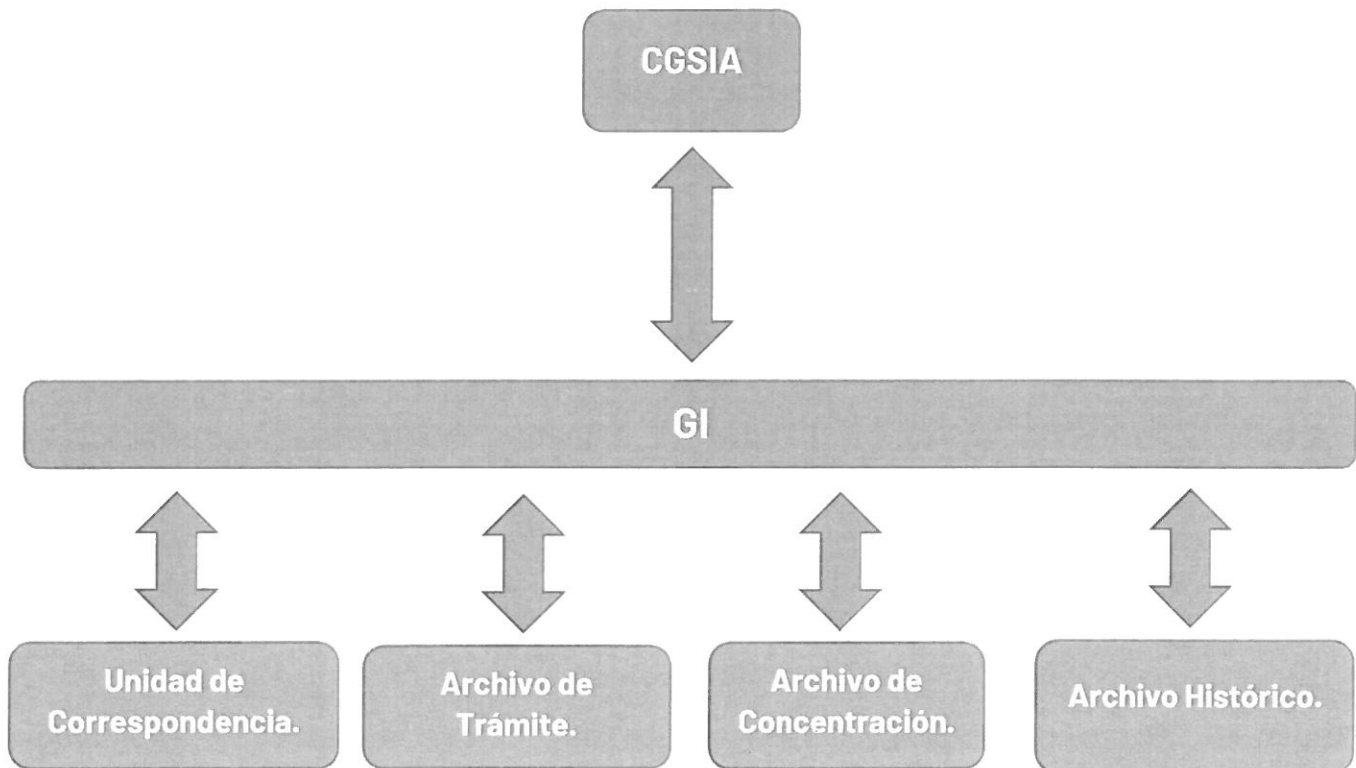 CGSIA
GI
Unidad de
Correspondencia.
Archivo de
Trámite.
Archivo de
Concentración.
Archivo Histórico.